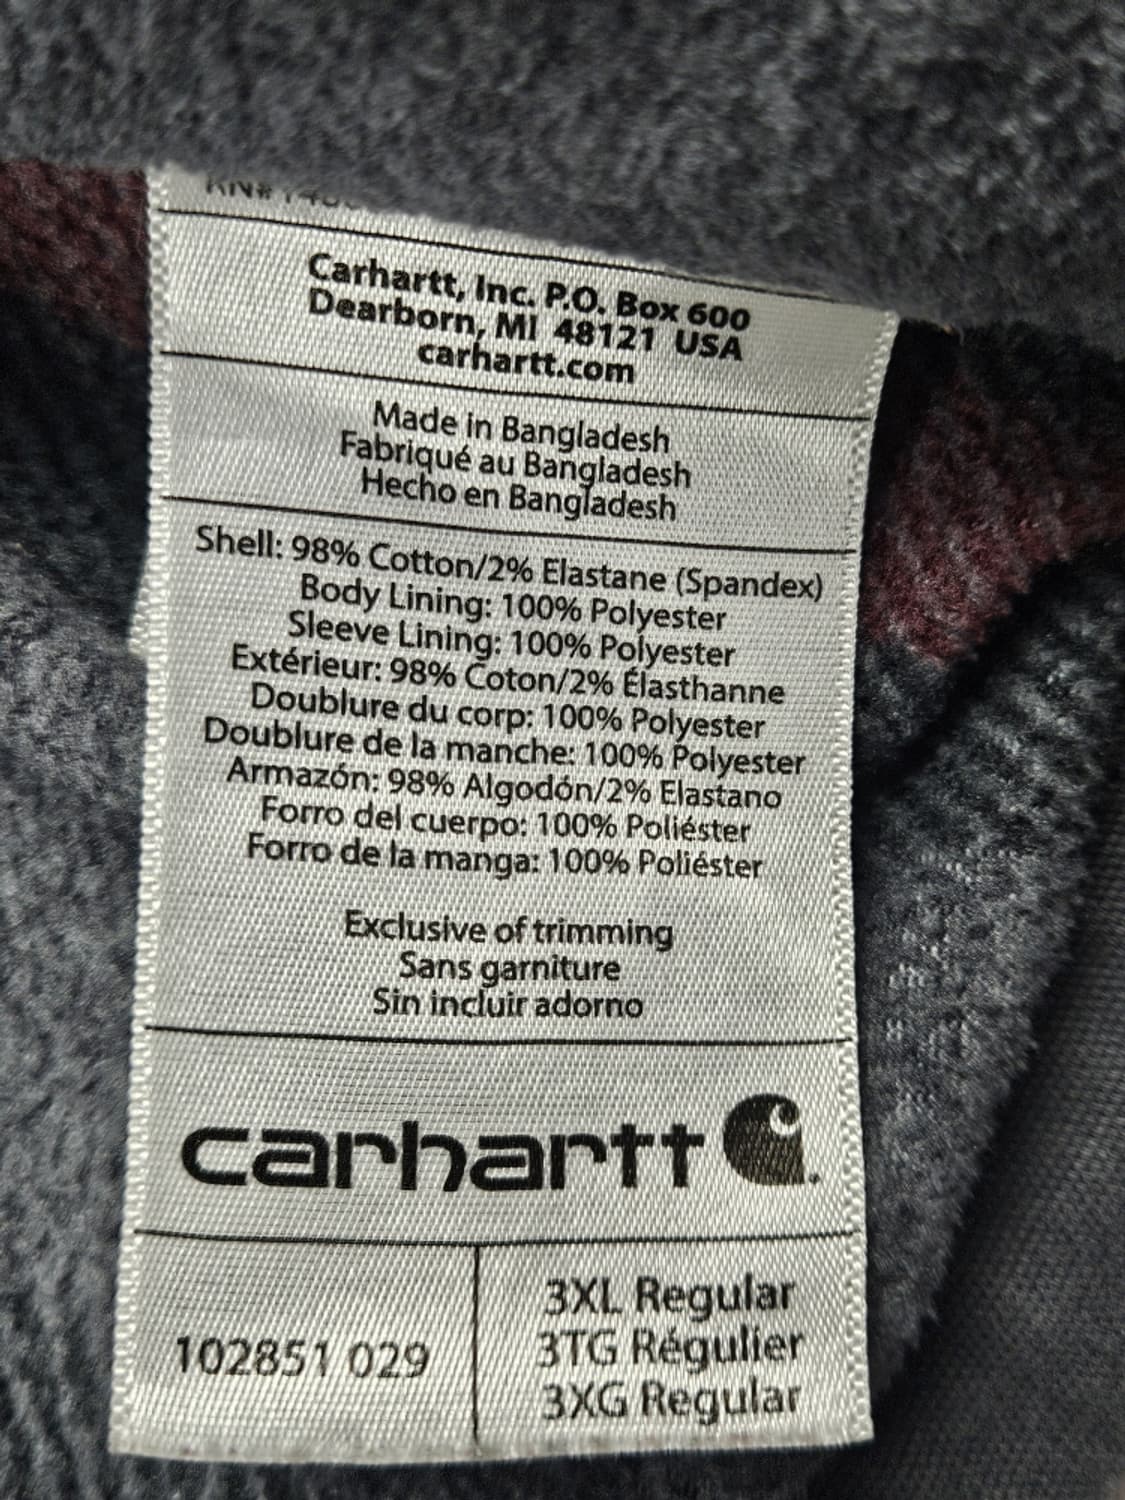 Carhartt, Inc. P.O. Box 600
Dearborn, MI 48121 USA
carhartt.com
Made in Bangladesh
Fabriqué au Bangladesh
Hecho en Bangladesh
Shell: 98% Cotton/2% Elastane (Spandex)
Body Lining: 100% Polyester
Sleeve Lining: 100% Polyester
Extérieur: 98% Coton/2% Élasthanne
Doublure du corp: 100% Polyester
Doublure de la manche: 100% Polyester
Armazón: 98% Algodón/2% Elastano
Forro del cuerpo: 100% Poliéster
Forro de la manga: 100% Poliéster
Exclusive of trimming
Sans garniture
Sin incluir adorno
carhartt
102851 029
3XL Regular
3TG Régulier
3XG Regular